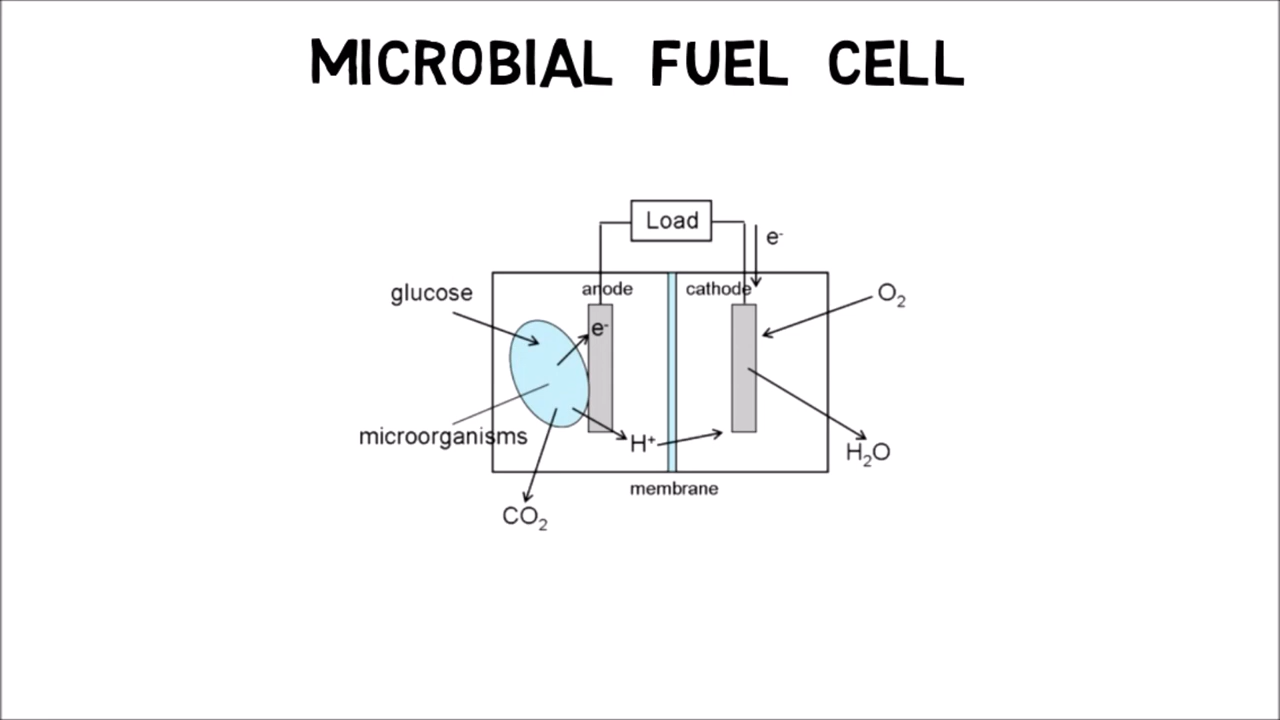 MICROBIAL FUEL CELL
Load
e⁻
anode
cathode
glucose
O₂
e⁻
microorganisms
H⁺
H₂O
membrane
CO₂